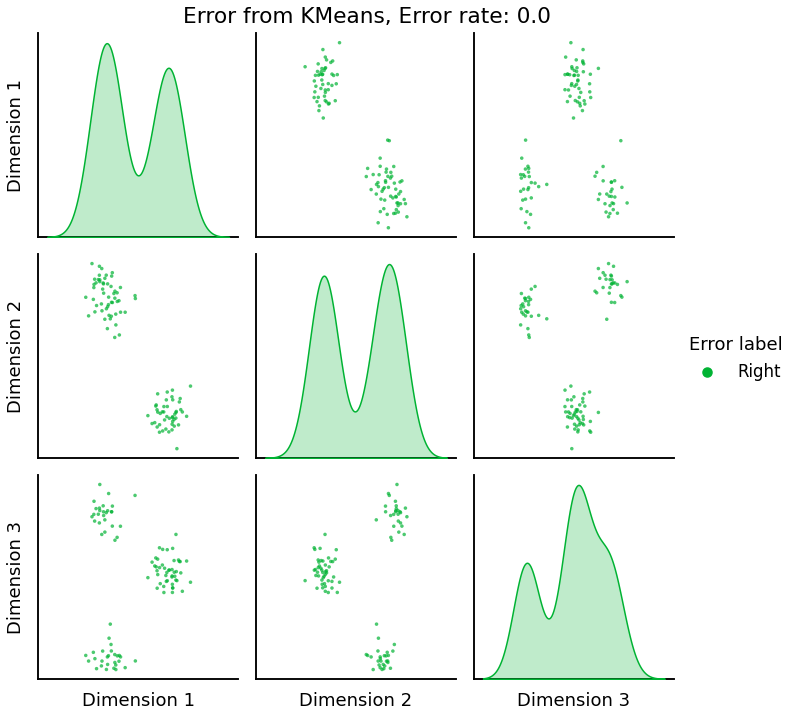 Error from KMeans, Error rate: 0.0
Dimension 1
Dimension 2
Dimension 3
Error label
Right
Dimension 1
Dimension 2
Dimension 3